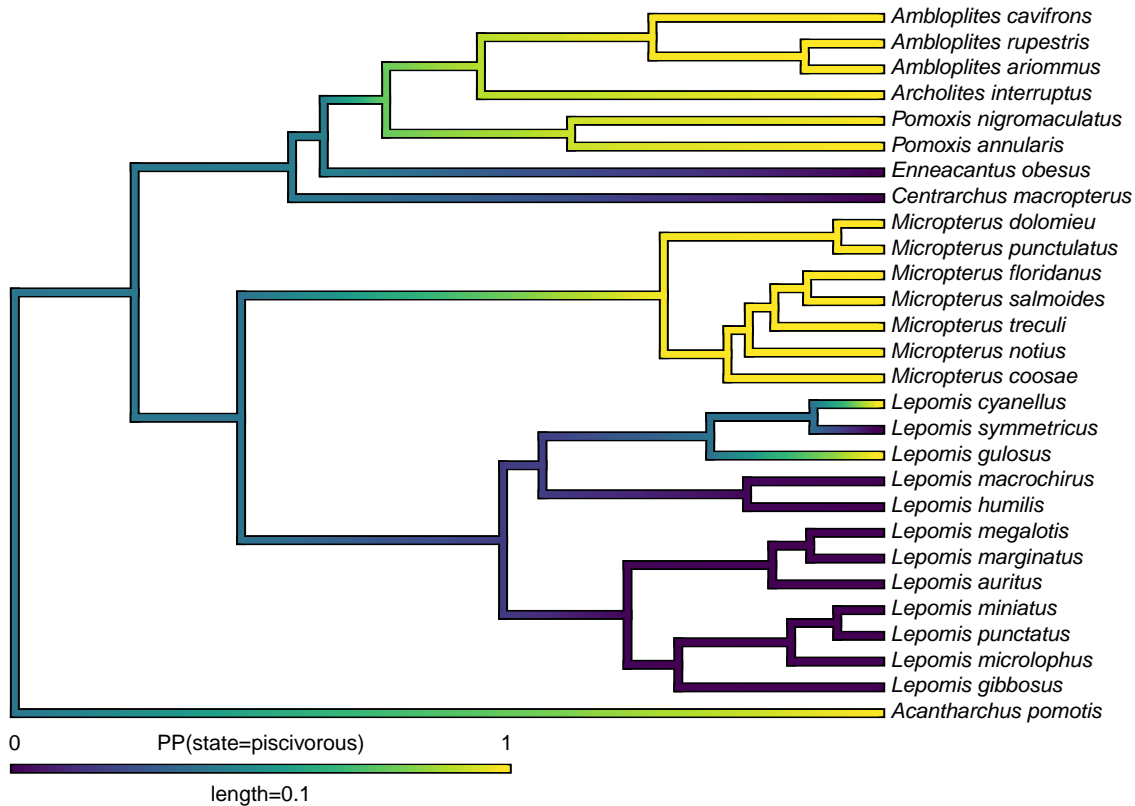 Ambloplites cavifrons
Ambloplites rupestris
Ambloplites ariommus
Archolites interruptus
Pomoxis nigromaculatus
Pomoxis annularis
Enneacantus obesus
Centrarchus macropterus
Micropterus dolomieu
Micropterus punctulatus
Micropterus floridanus
Micropterus salmoides
Micropterus treculi
Micropterus notius
Micropterus coosae
Lepomis cyanellus
Lepomis symmetricus
Lepomis gulosus
Lepomis macrochirus
Lepomis humilis
Lepomis megalotis
Lepomis marginatus
Lepomis auritus
Lepomis miniatus
Lepomis punctatus
Lepomis microlophus
Lepomis gibbosus
Acantharchus pomotis
0 PP(state=piscivorous) 1
length=0.1